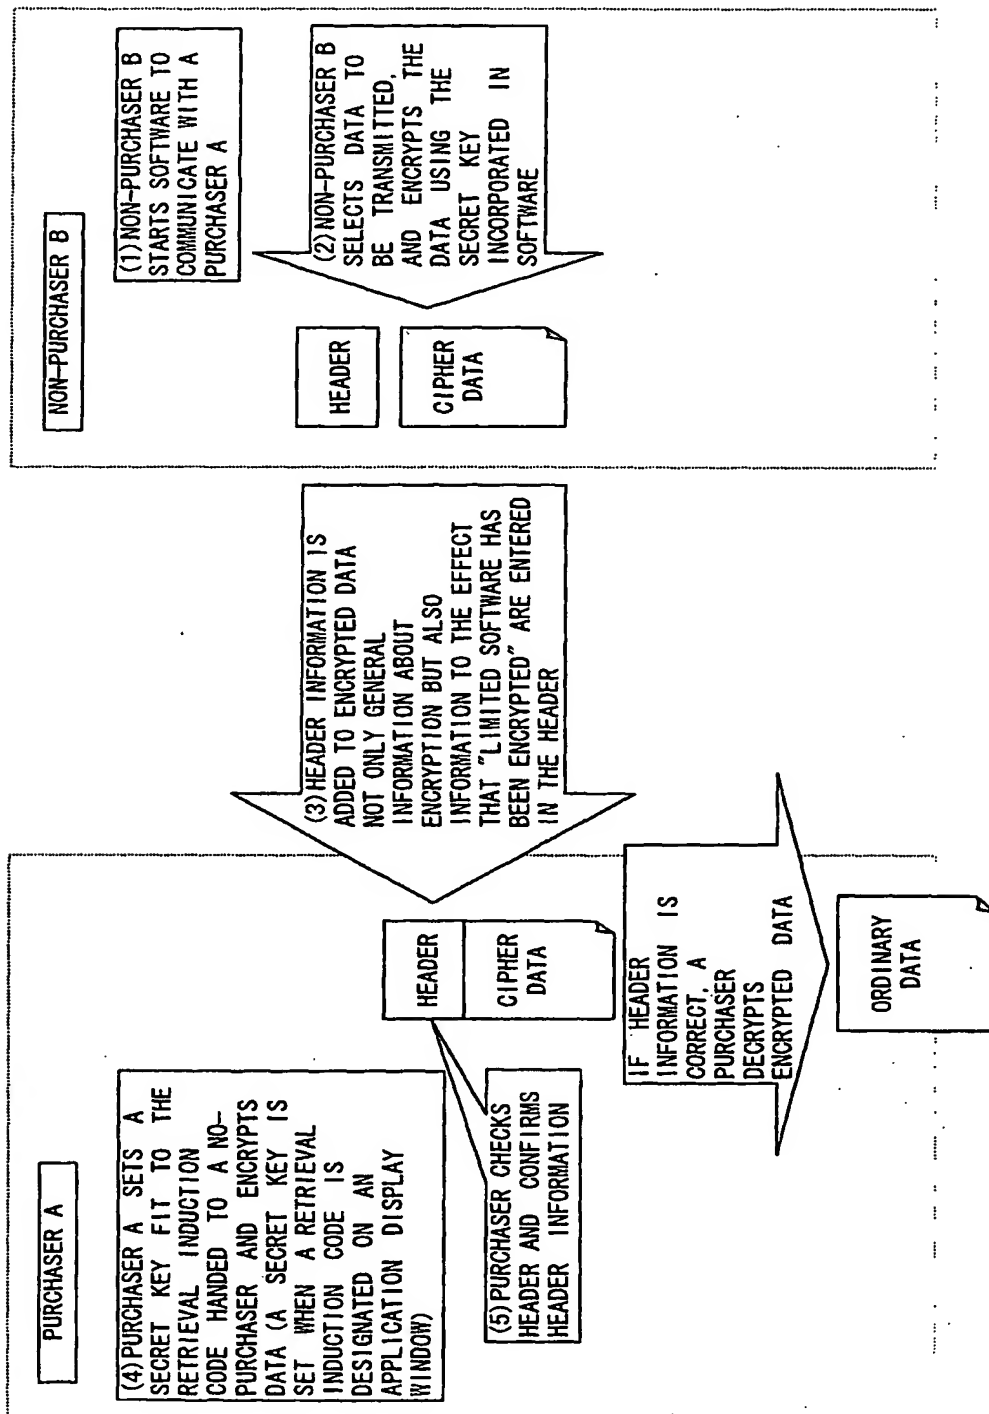 PURCHASER A
(4)PURCHASER A SETS A
SECRET KEY FIT TO THE
RETRIEVAL INDUCTION
CODE HANDED TO A NO-
PURCHASER AND ENCRYPTS
DATA (A SECRET KEY IS
SET WHEN A RETRIEVAL
INDUCTION CODE IS
DESIGNATED ON AN
APPLICATION DISPLAY
WINDOW)
(5)PURCHASER CHECKS
HEADER AND CONFIRMS
HEADER INFORMATION
HEADER
CIPHER
DATA
IF HEADER
INFORMATION IS
CORRECT, A
PURCHASER
DECRYPTS
ENCRYPTED DATA
ORDINARY
DATA
(3)HEADER INFORMATION IS
ADDED TO ENCRYPTED DATA
NOT ONLY GENERAL
INFORMATION ABOUT
ENCRYPTION BUT ALSO
INFORMATION TO THE EFFECT
THAT "LIMITED SOFTWARE HAS
BEEN ENCRYPTED" ARE ENTERED
IN THE HEADER
NON-PURCHASER B
(1)NON-PURCHASER B
STARTS SOFTWARE TO
COMMUNICATE WITH A
PURCHASER A
(2)NON-PURCHASER B
SELECTS DATA TO
BE TRANSMITTED,
AND ENCRYPTS THE
DATA USING THE
SECRET KEY
INCORPORATED IN
SOFTWARE
HEADER
CIPHER
DATA